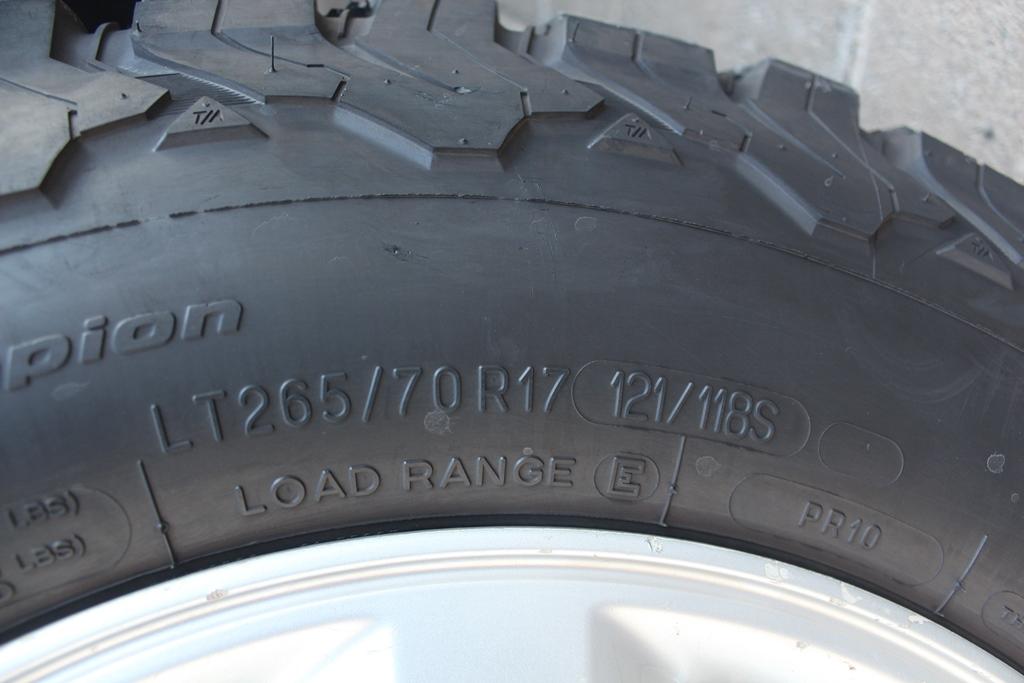 T/A
T/A
T/A
pion
LT265/70R17 121/118S
LOAD RANGE E
LBS)
LBS)
PR10